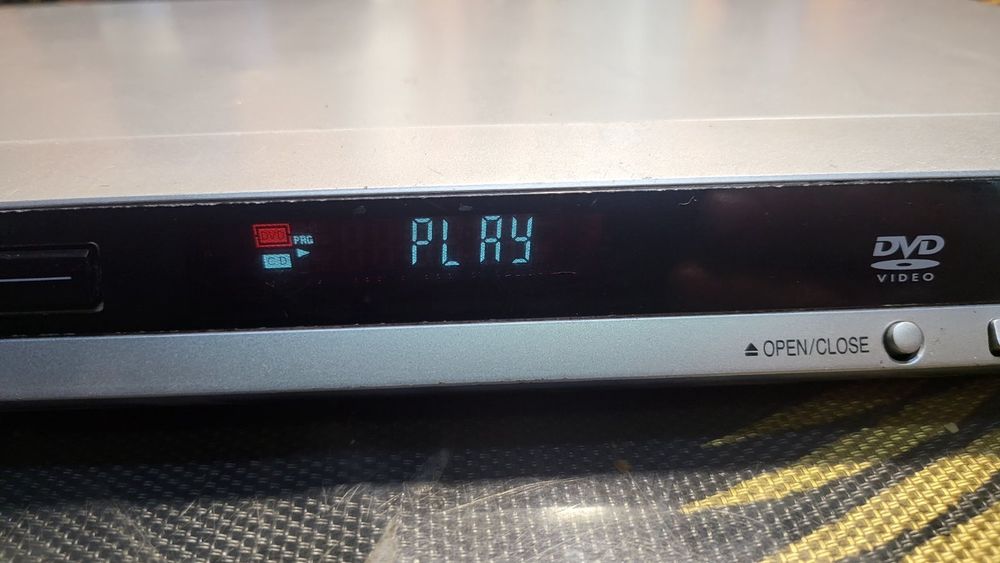 DVD PRG
CD
PLAY
DVD
VIDEO
OPEN/CLOSE